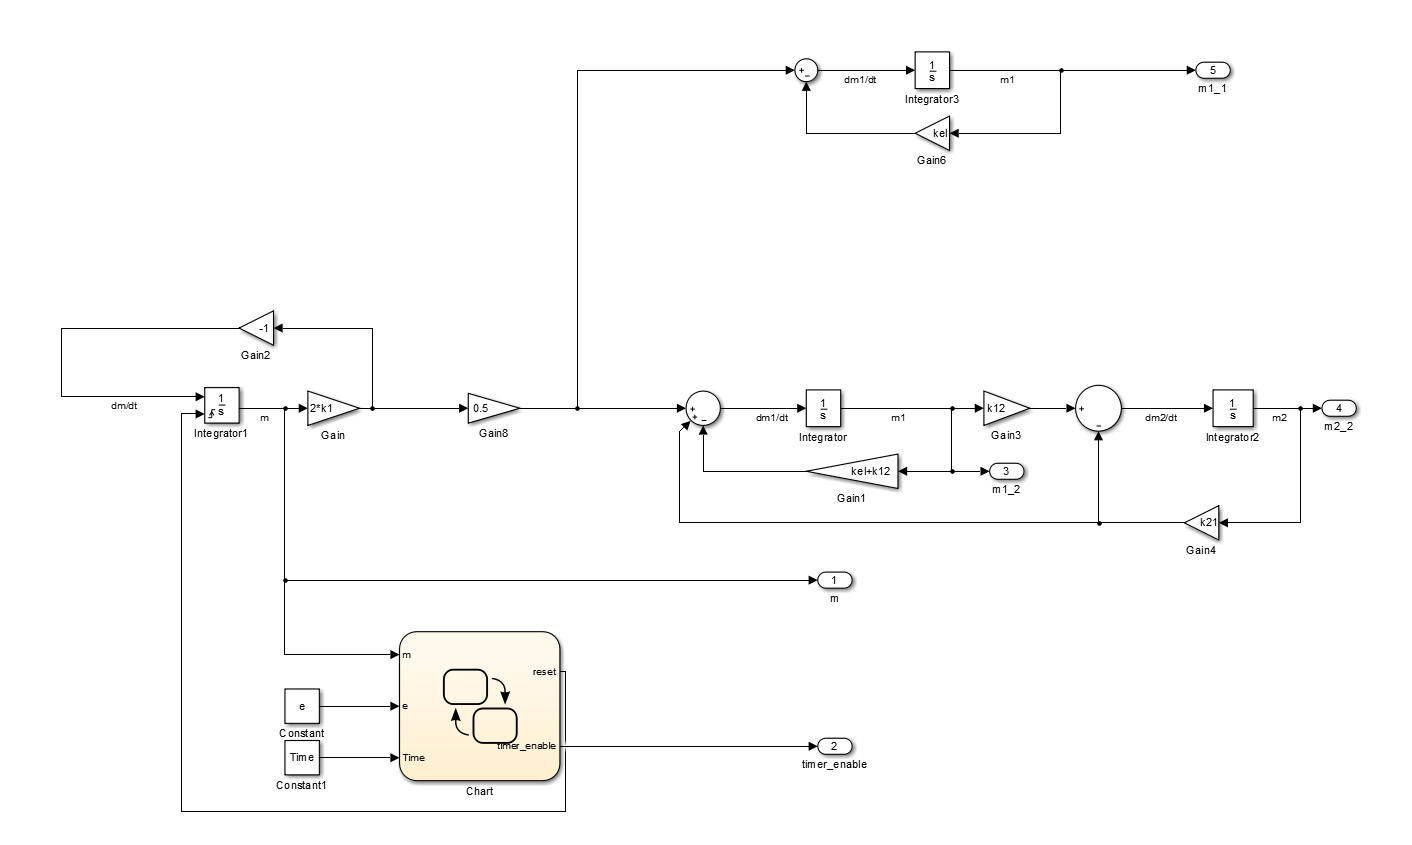 +
−
dm1/dt
1
s
Integrator3
m1
5
m1_1
kel
Gain6
-1
Gain2
dm/dt
1
s
Integrator1
m
2*k1
Gain
0.5
Gain8
+
+
−
dm1/dt
1
s
Integrator
m1
k12
Gain3
+
−
dm2/dt
1
s
Integrator2
m2
4
m2_2
kel+k12
Gain1
3
m1_2
k21
Gain4
1
m
m
reset
e
Constant
e
timer_enable
Time
Constant1
Time
Chart
2
timer_enable